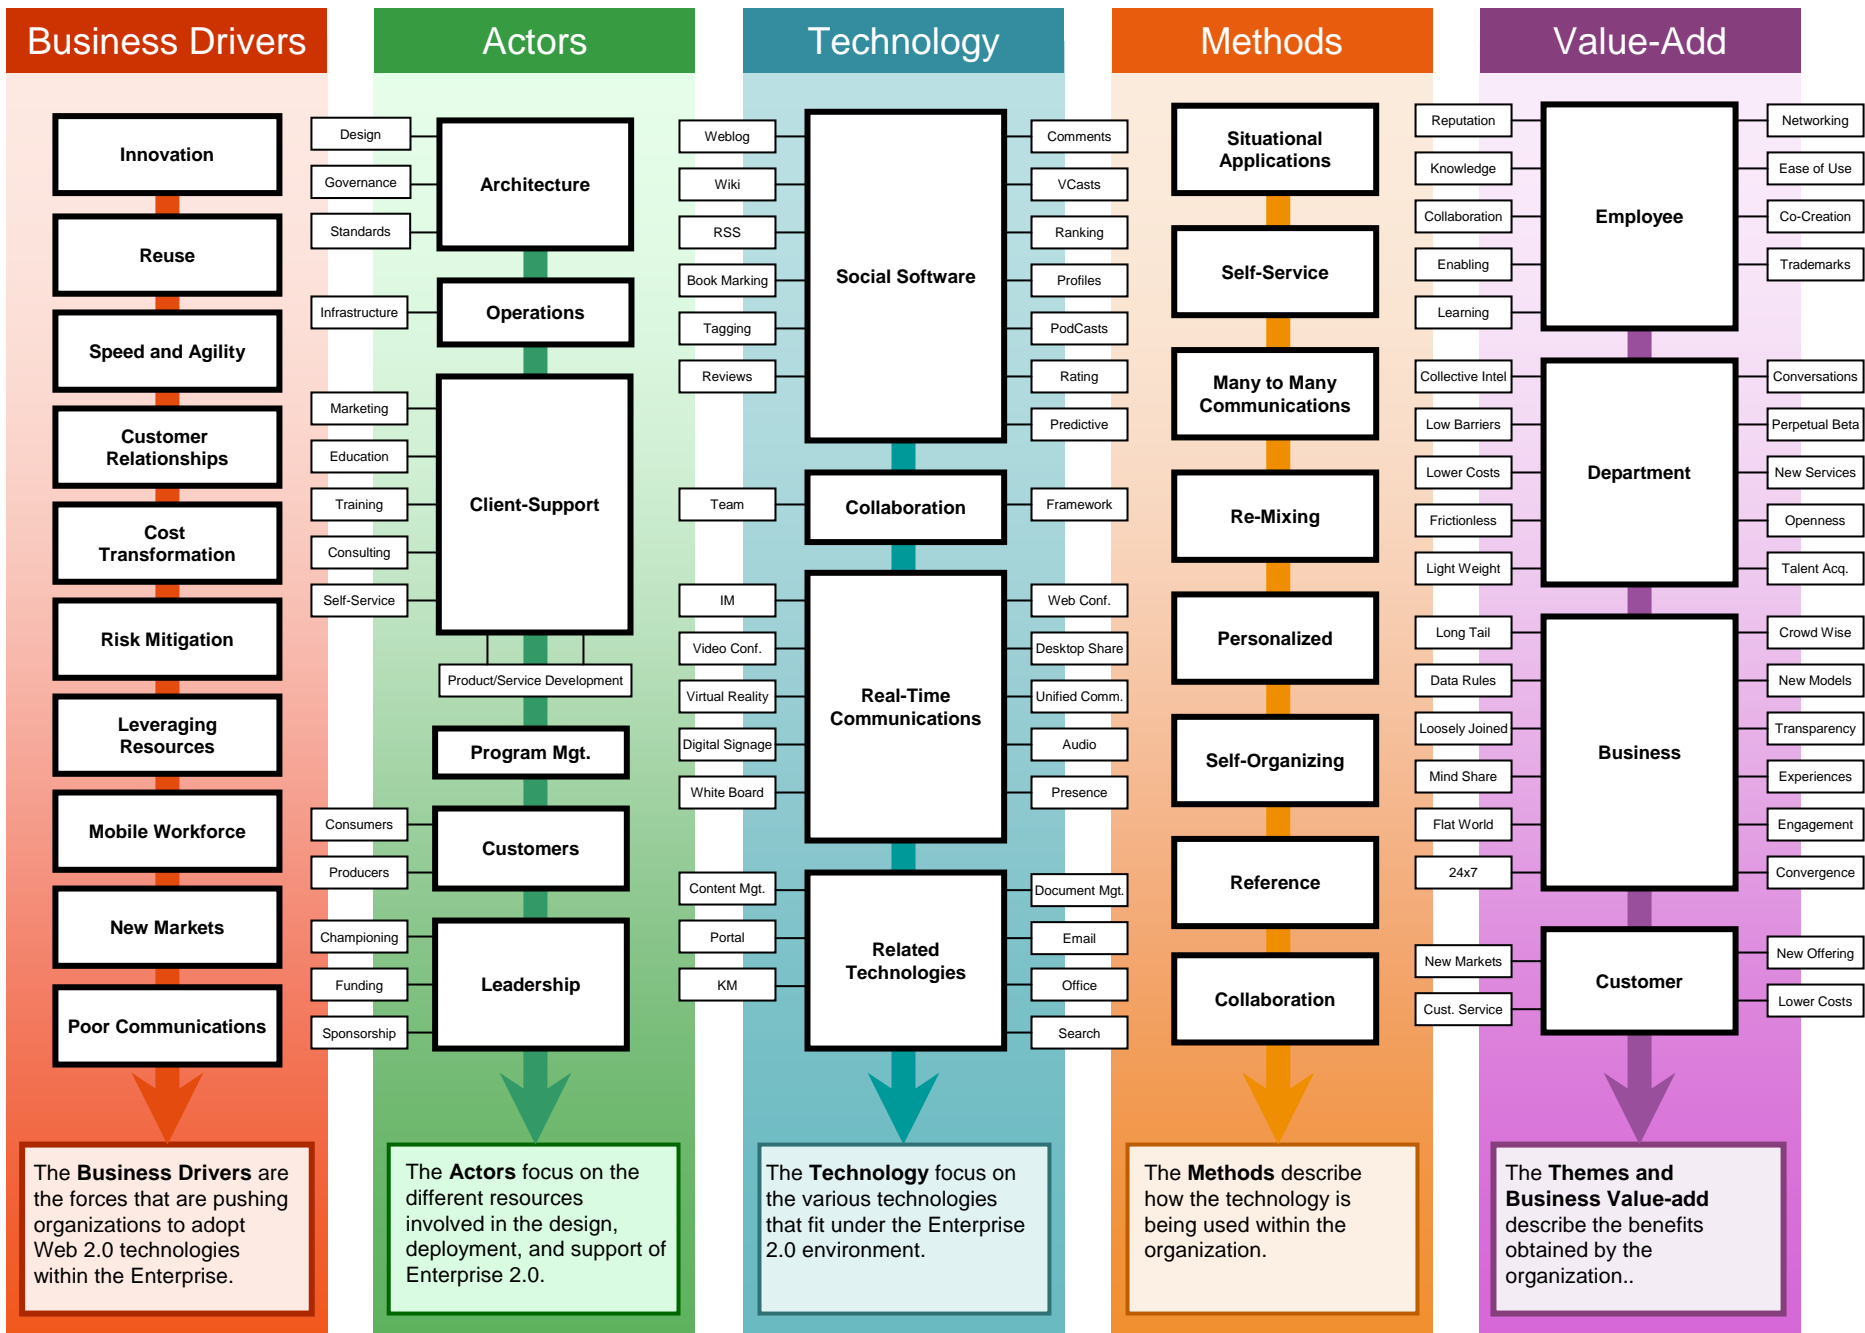 Business Drivers
Innovation
Reuse
Speed and Agility
Customer
Relationships
Cost
Transformation
Risk Mitigation
Leveraging
Resources
Mobile Workforce
New Markets
Poor Communications
The Business Drivers are
the forces that are pushing
organizations to adopt
Web 2.0 technologies
within the Enterprise.
Actors
Design
Governance
Standards
Architecture
Infrastructure
Operations
Marketing
Education
Training
Consulting
Self-Service
Client-Support
Product/Service Development
Program Mgt.
Consumers
Producers
Customers
Championing
Funding
Sponsorship
Leadership
The Actors focus on the
different resources
involved in the design,
deployment, and support of
Enterprise 2.0.
Technology
Weblog
Wiki
RSS
Book Marking
Tagging
Reviews
Social Software
Comments
VCasts
Ranking
Profiles
PodCasts
Rating
Predictive
Team
Collaboration
Framework
IM
Video Conf.
Virtual Reality
Digital Signage
White Board
Real-Time
Communications
Web Conf.
Desktop Share
Unified Comm.
Audio
Presence
Content Mgt.
Portal
KM
Related
Technologies
Document Mgt.
Email
Office
Search
The Technology focus on
the various technologies
that fit under the Enterprise
2.0 environment.
Methods
Situational
Applications
Self-Service
Many to Many
Communications
Re-Mixing
Personalized
Self-Organizing
Reference
Collaboration
The Methods describe
how the technology is
being used within the
organization.
Value-Add
Reputation
Knowledge
Collaboration
Enabling
Learning
Employee
Networking
Ease of Use
Co-Creation
Trademarks
Collective Intel
Low Barriers
Lower Costs
Frictionless
Light Weight
Department
Conversations
Perpetual Beta
New Services
Openness
Talent Acq.
Long Tail
Data Rules
Loosely Joined
Mind Share
Flat World
24x7
Business
Crowd Wise
New Models
Transparency
Experiences
Engagement
Convergence
New Markets
Cust. Service
Customer
New Offering
Lower Costs
The Themes and
Business Value-add
describe the benefits
obtained by the
organization..